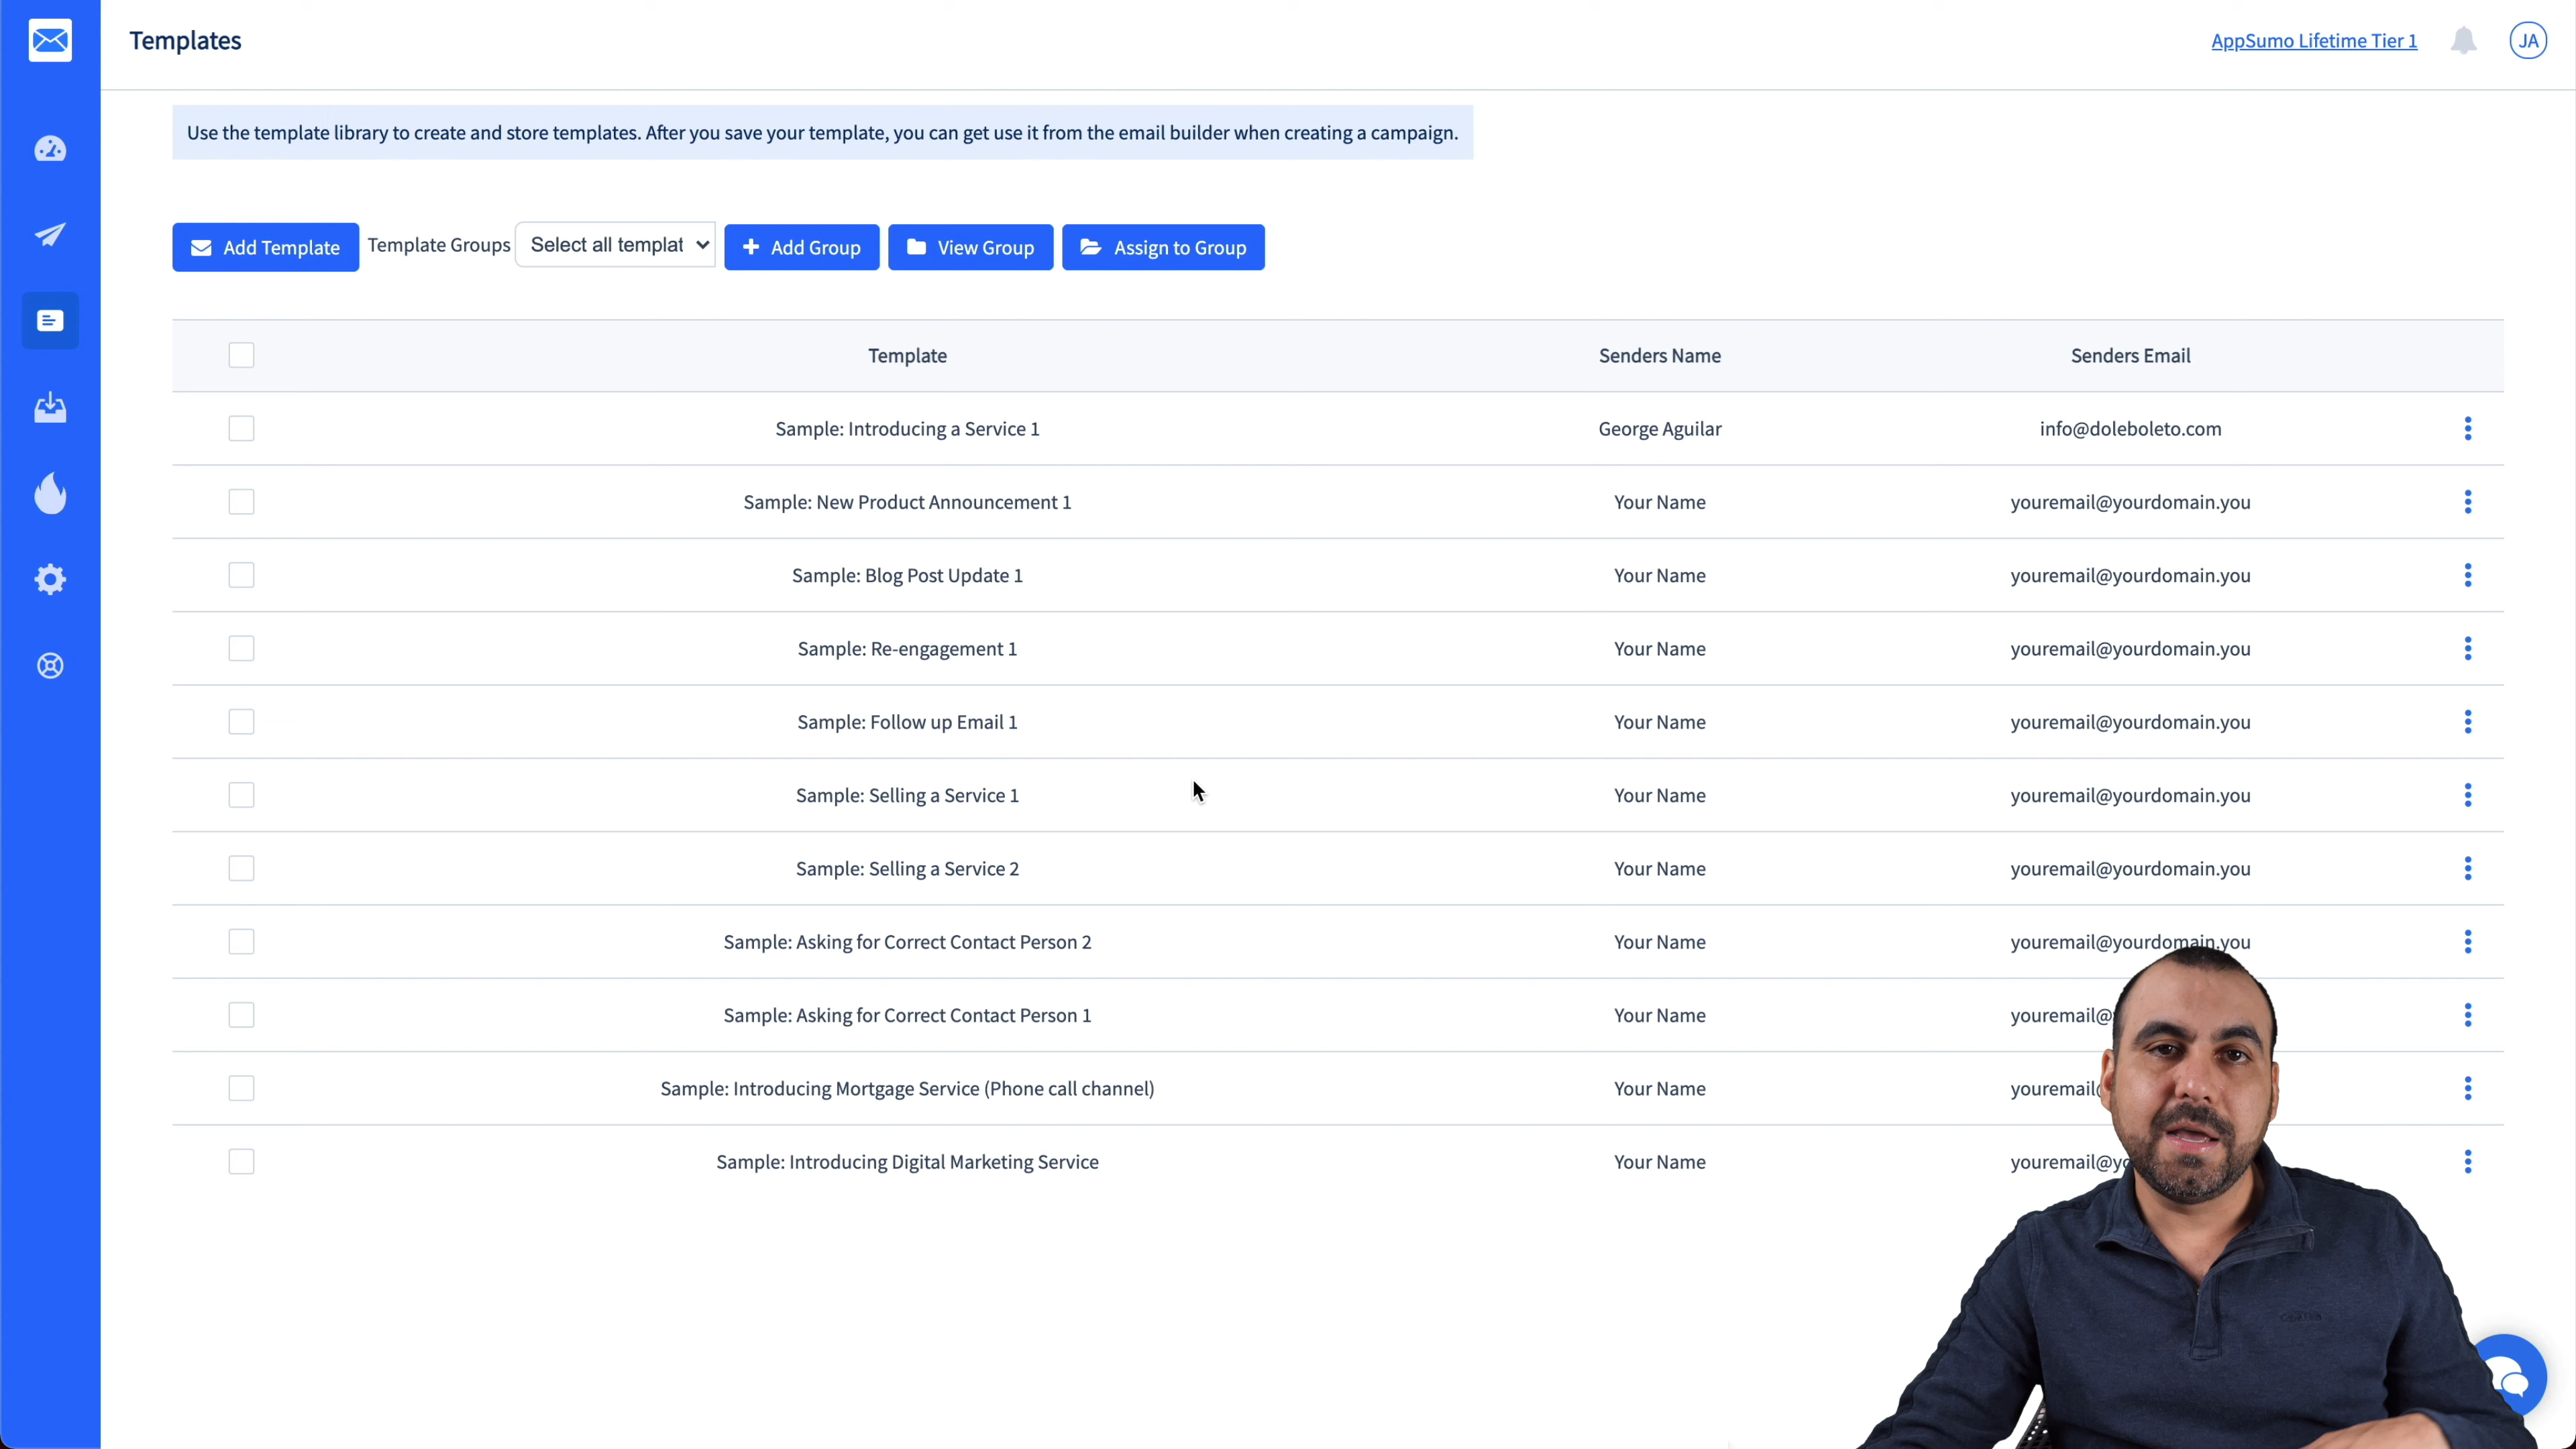 Templates
AppSumo Lifetime Tier 1
JA
Use the template library to create and store templates. After you save your template, you can get use it from the email builder when creating a campaign.
Add Template
Template Groups
Select all templat
Add Group
View Group
Assign to Group
Template Senders Name Senders Email
Sample: Introducing a Service 1 George Aguilar info@doleboleto.com
Sample: New Product Announcement 1 Your Name youremail@yourdomain.you
Sample: Blog Post Update 1 Your Name youremail@yourdomain.you
Sample: Re-engagement 1 Your Name youremail@yourdomain.you
Sample: Follow up Email 1 Your Name youremail@yourdomain.you
Sample: Selling a Service 1 Your Name youremail@yourdomain.you
Sample: Selling a Service 2 Your Name youremail@yourdomain.you
Sample: Asking for Correct Contact Person 2 Your Name youremail@yourdomain.you
Sample: Asking for Correct Contact Person 1 Your Name youremail@
Sample: Introducing Mortgage Service (Phone call channel) Your Name youremail
Sample: Introducing Digital Marketing Service Your Name youremail@yo